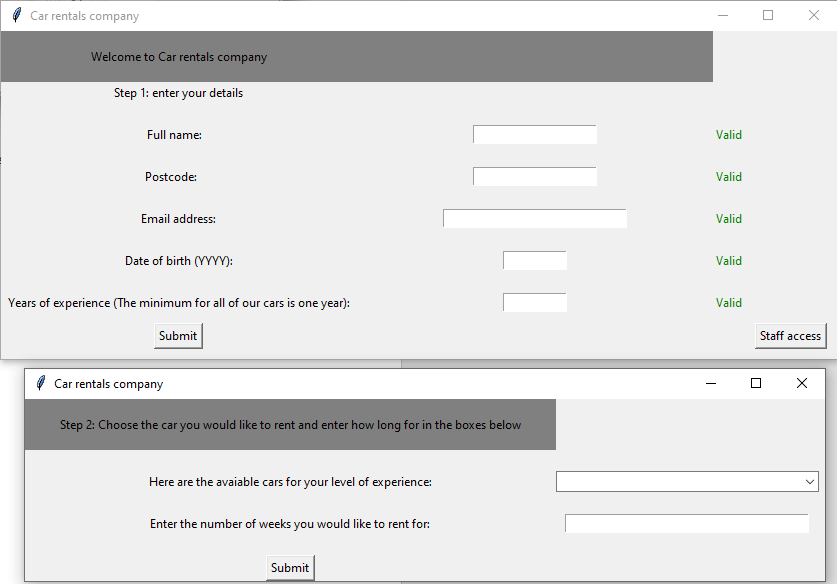 Car rentals company
Welcome to Car rentals company
Step 1: enter your details
Full name: Valid
Postcode: Valid
Email address: Valid
Date of birth (YYYY): Valid
Years of experience (The minimum for all of our cars is one year): Valid
Submit Staff access
Car rentals company
Step 2: Choose the car you would like to rent and enter how long for in the boxes below
Here are the avaiable cars for your level of experience:
Enter the number of weeks you would like to rent for:
Submit